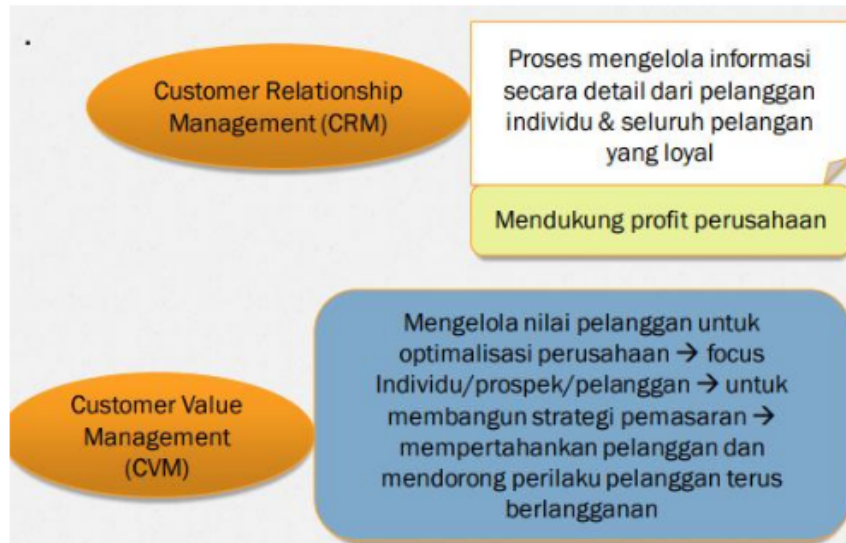 Customer Relationship
Management (CRM)
Proses mengelola informasi
secara detail dari pelanggan
individu & seluruh pelangan
yang loyal
Mendukung profit perusahaan
Customer Value
Management
(CVM)
Mengelola nilai pelanggan untuk
optimalisasi perusahaan → focus
Individu/prospek/pelanggan → untuk
membangun strategi pemasaran →
mempertahankan pelanggan dan
mendorong perilaku pelanggan terus
berlangganan